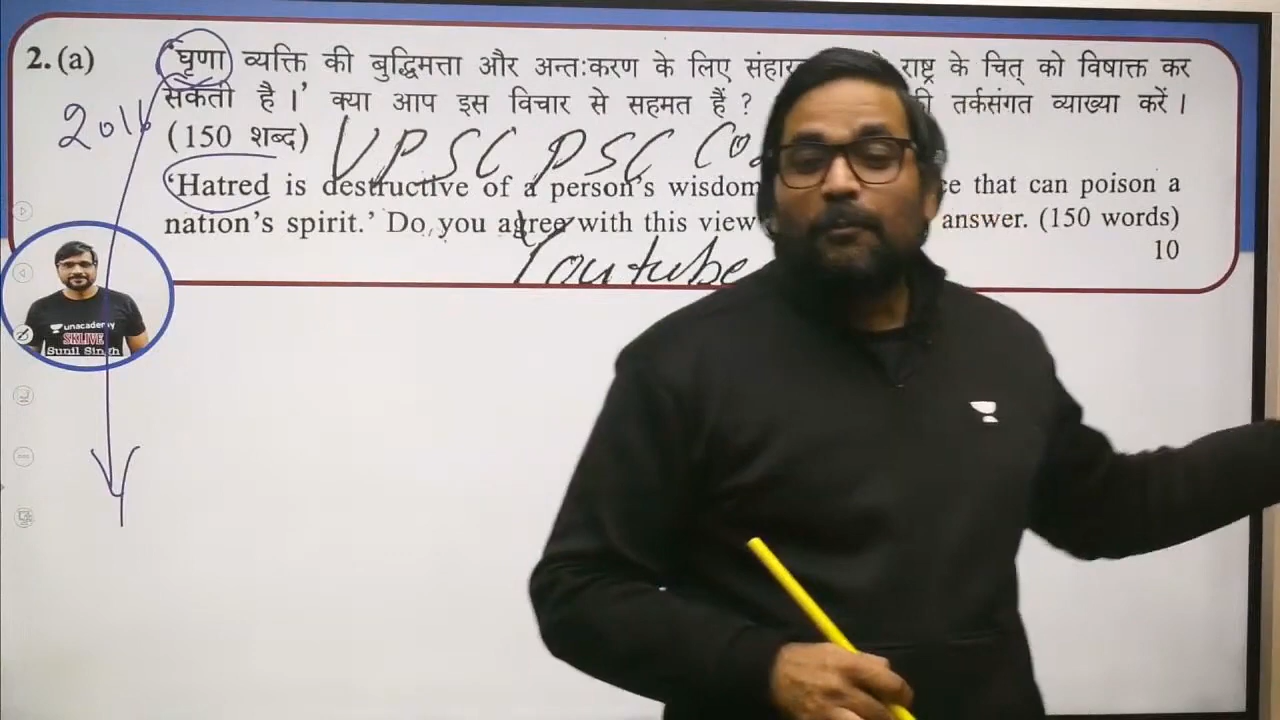 2. (a) 'घृणा व्यक्ति की बुद्धिमत्ता और अन्तःकरण के लिए राष्ट्र के चित् को विषाक्त कर
सकती है।' क्या आप इस विचार से सहमत हैं ? तर्कसंगत व्याख्या करें।
2016
(150 शब्द)
UPSC PSC
'Hatred is destructive of a person's wisdom that can poison a
nation's spirit.' Do you agree with this view answer. (150 words)
Youtube
10
unacademy
SKLIVE
Sunil Singh